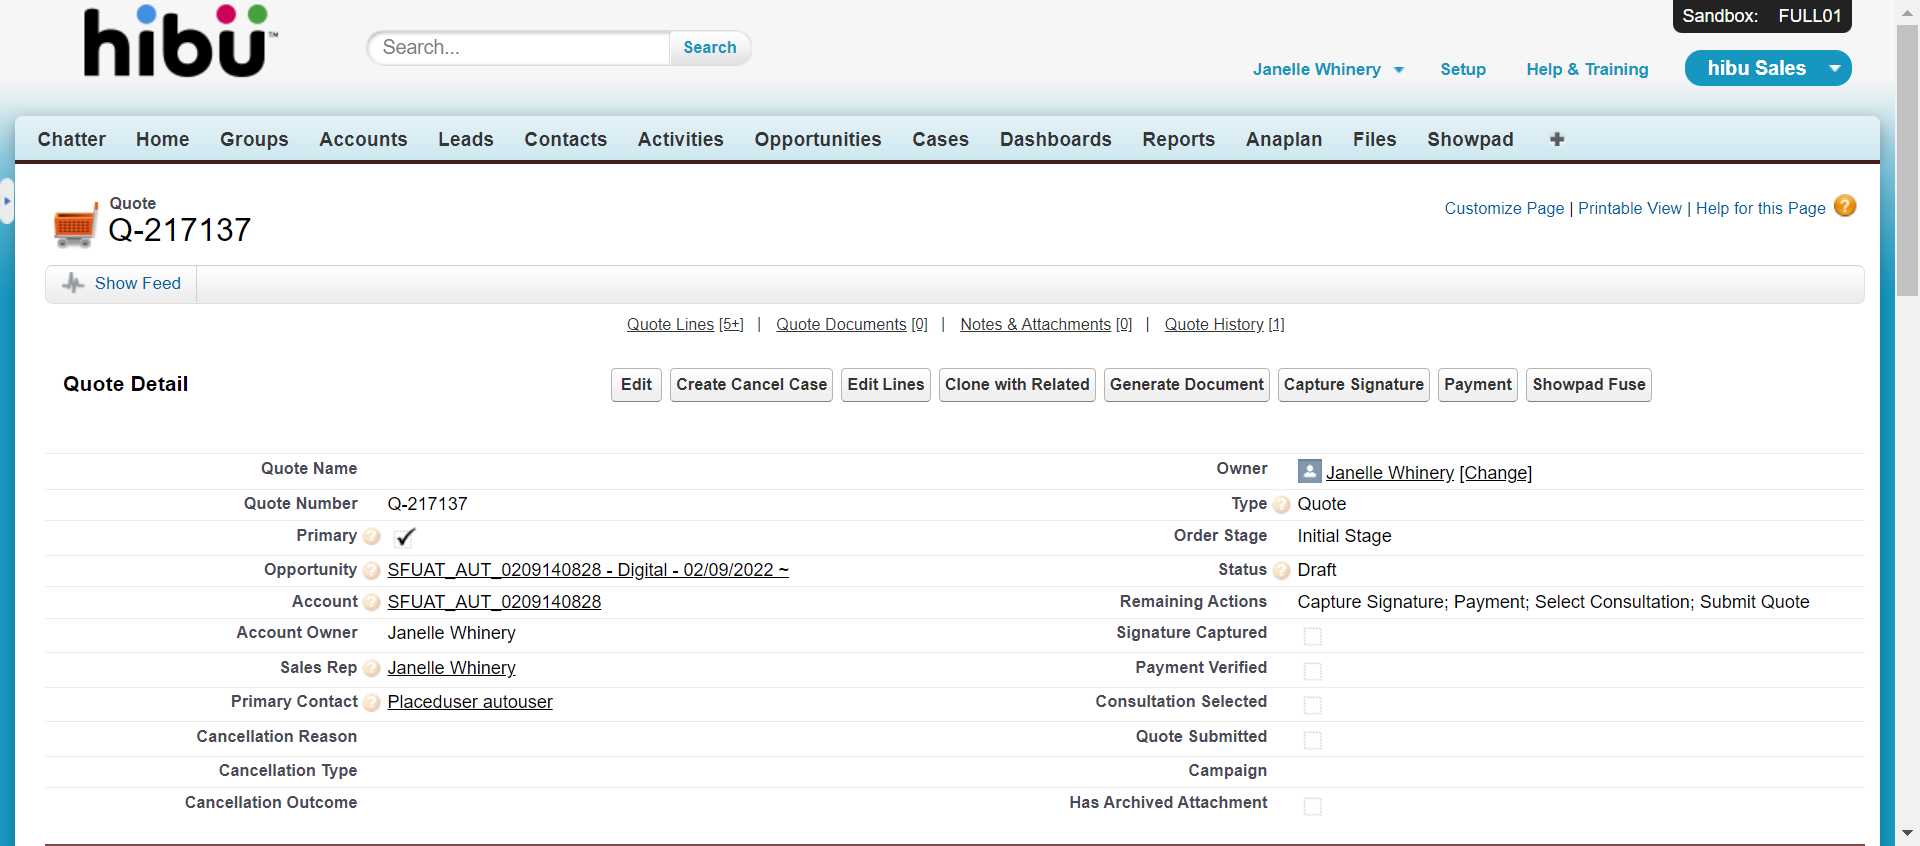 Sandbox: FULL01
hibü™
Search...
Search
Janelle Whinery
Setup
Help & Training
hibu Sales
Chatter Home Groups Accounts Leads Contacts Activities Opportunities Cases Dashboards Reports Anaplan Files Showpad
Quote
Q-217137
Customize Page | Printable View | Help for this Page ?
Show Feed
Quote Lines [5+] | Quote Documents [0] | Notes & Attachments [0] | Quote History [1]
Quote Detail
Edit Create Cancel Case Edit Lines Clone with Related Generate Document Capture Signature Payment Showpad Fuse
Quote Name
Owner Janelle Whinery [Change]
Quote Number Q-217137
Type ? Quote
Primary ?
Order Stage Initial Stage
Opportunity ? SFUAT_AUT_0209140828 - Digital - 02/09/2022 ~
Status ? Draft
Account ? SFUAT_AUT_0209140828
Remaining Actions Capture Signature; Payment; Select Consultation; Submit Quote
Account Owner Janelle Whinery
Signature Captured
Sales Rep ? Janelle Whinery
Payment Verified
Primary Contact ? Placeduser autouser
Consultation Selected
Cancellation Reason
Quote Submitted
Cancellation Type
Campaign
Cancellation Outcome
Has Archived Attachment